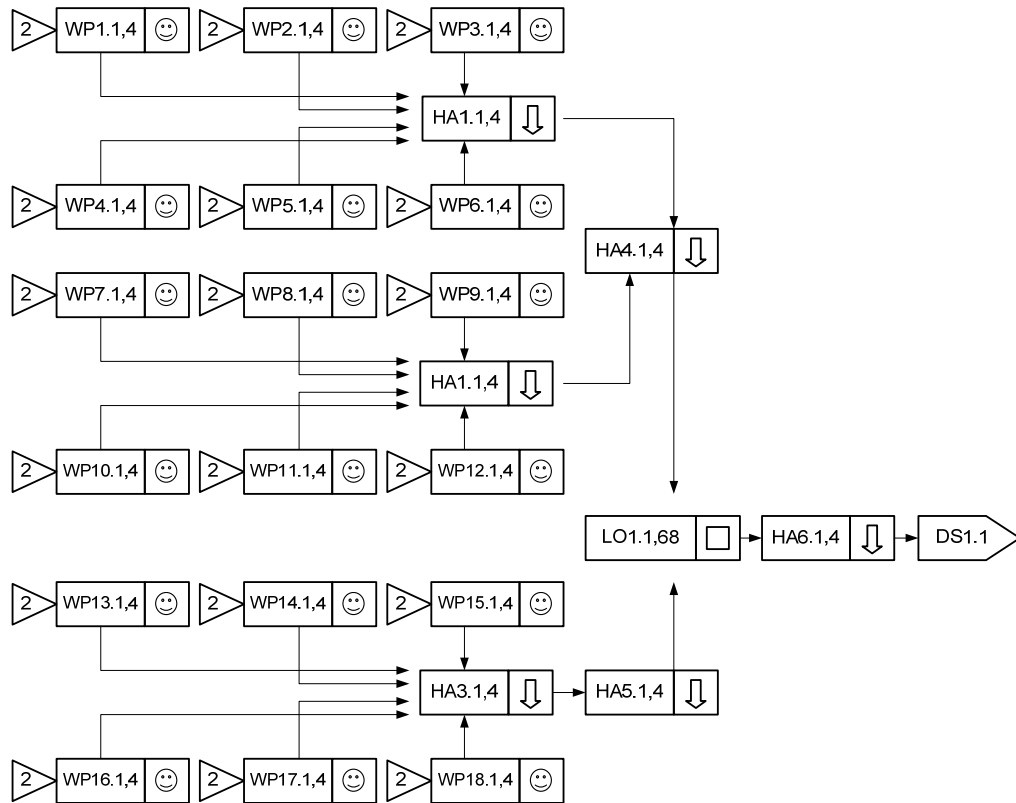 2 WP1.1,4 2 WP2.1,4 2 WP3.1,4
HA1.1,4
2 WP4.1,4 2 WP5.1,4 2 WP6.1,4
HA4.1,4
2 WP7.1,4 2 WP8.1,4 2 WP9.1,4
HA1.1,4
2 WP10.1,4 2 WP11.1,4 2 WP12.1,4
LO1.1,68 HA6.1,4 DS1.1
2 WP13.1,4 2 WP14.1,4 2 WP15.1,4
HA3.1,4 HA5.1,4
2 WP16.1,4 2 WP17.1,4 2 WP18.1,4